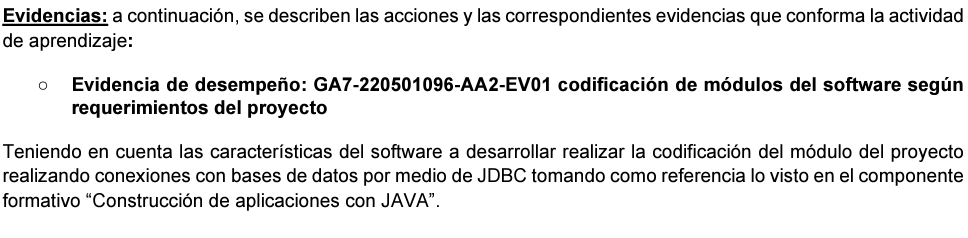 Evidencias: a continuación, se describen las acciones y las correspondientes evidencias que conforma la actividad
de aprendizaje:
○ Evidencia de desempeño: GA7-220501096-AA2-EV01 codificación de módulos del software según
requerimientos del proyecto
Teniendo en cuenta las características del software a desarrollar realizar la codificación del módulo del proyecto
realizando conexiones con bases de datos por medio de JDBC tomando como referencia lo visto en el componente
formativo “Construcción de aplicaciones con JAVA”.